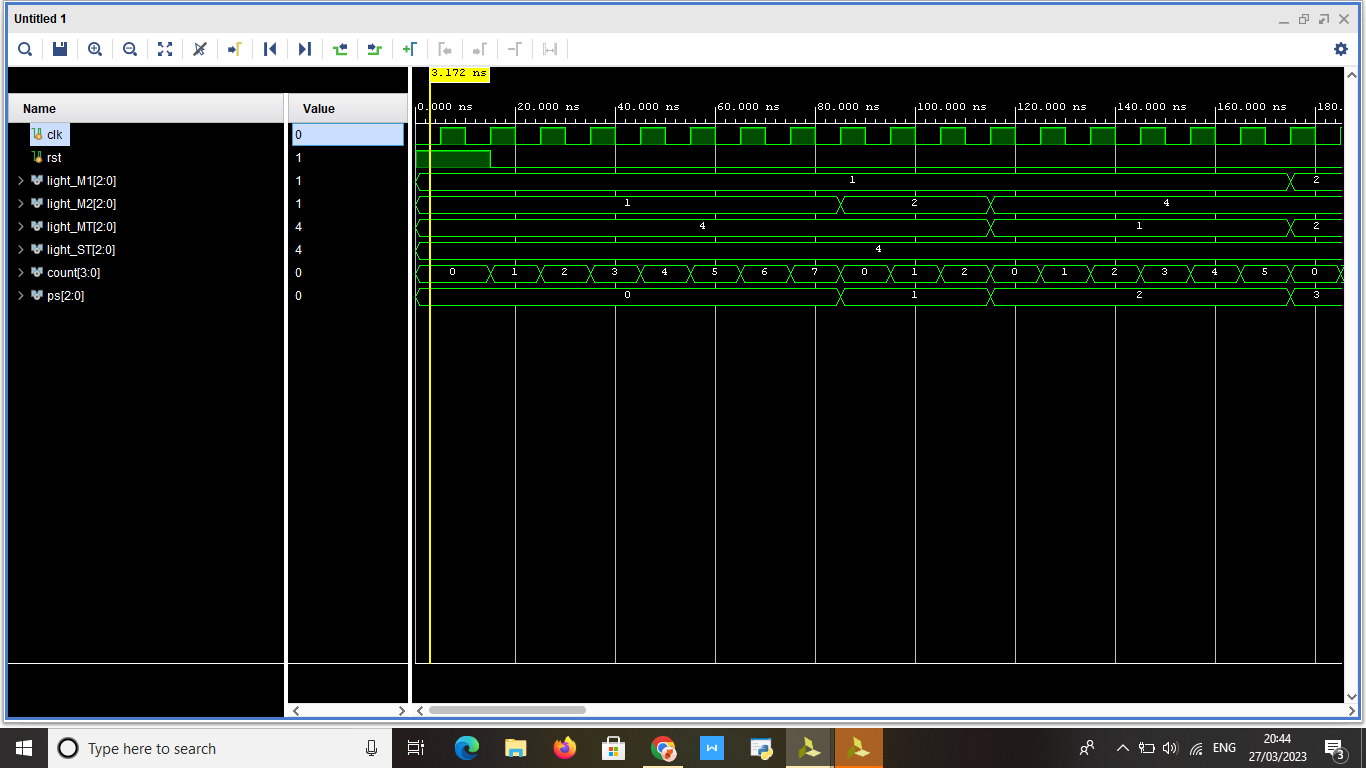 Untitled 1
3.172 ns
Name Value
0.000 ns 20.000 ns 40.000 ns 60.000 ns 80.000 ns 100.000 ns 120.000 ns 140.000 ns 160.000 ns 180.
clk 0
rst 1
light_M1[2:0] 1 1 2
light_M2[2:0] 1 1 2 4
light_MT[2:0] 4 4 1 2
light_ST[2:0] 4 4
count[3:0] 0 0 1 2 3 4 5 6 7 0 1 2 0 1 2 3 4 5 0
ps[2:0] 0 0 1 2 3
Type here to search
W
ENG
20:44
27/03/2023
3